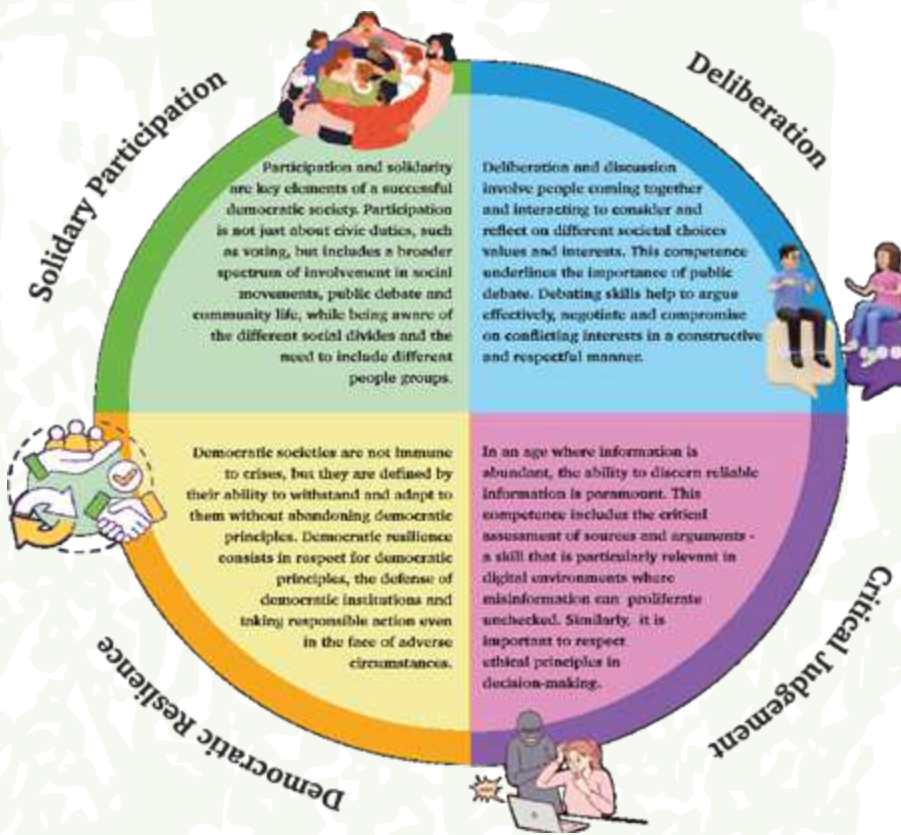 Solidary Participation
Participation and solidarity
are key elements of a successful
democratic society. Participation
is not just about civic duties, such
as voting, but includes a broader
spectrum of involvement in social
movements, public debate and
community life, while being aware of
the different social divides and the
need to include different
people groups.
Deliberation
Deliberation and discussion
involve people coming together
and interacting to consider and
reflect on different societal choices
values and interests. This competence
underlines the importance of public
debate. Debating skills help to argue
effectively, negotiate and compromise
on conflicting interests in a constructive
and respectful manner.
Democratic Resilience
Democratic societies are not immune
to crises, but they are defined by
their ability to withstand and adapt to
them without abandoning democratic
principles. Democratic resilience
consists in respect for democratic
principles, the defense of
democratic institutions and
taking responsible action even
in the face of adverse
circumstances.
Critical Judgement
In an age where information is
abundant, the ability to discern reliable
information is paramount. This
competence includes the critical
assessment of sources and arguments -
a skill that is particularly relevant in
digital environments where
misinformation can proliferate
unchecked. Similarly, it is
important to respect
ethical principles in
decision-making.